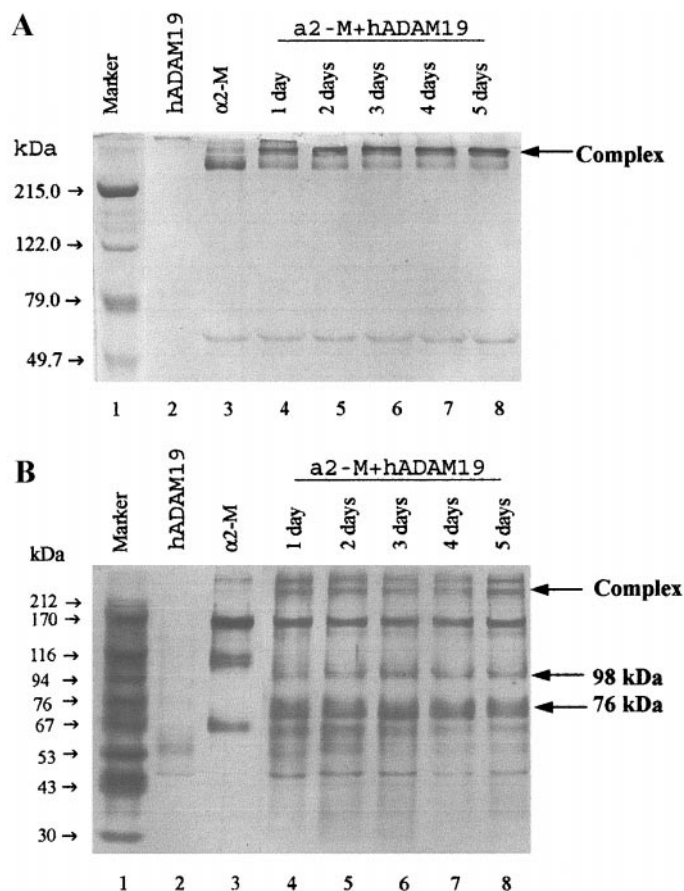 A
a2-M+hADAM19
Marker
hADAM19
α2-M
1 day
2 days
3 days
4 days
5 days
kDa
Complex
215.0 →
122.0 →
79.0 →
49.7 →
1 2 3 4 5 6 7 8
B
a2-M+hADAM19
Marker
hADAM19
α2-M
1 day
2 days
3 days
4 days
5 days
kDa
Complex
212 →
170 →
116 →
98 kDa
94 →
76 →
76 kDa
67 →
53 →
43 →
30 →
1 2 3 4 5 6 7 8